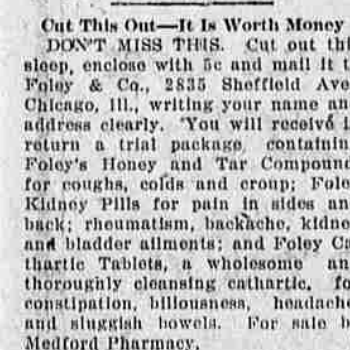 Cut This Out—It Is Worth Money
DON'T MISS THIS. Cut out thi
sleep, enclose with 5c and mail it t
Foley & Co., 2835 Sheffield Ave
Chicago, Ill., writing your name an
address clearly. You will receive i
return a trial package, containin
Foley's Honey and Tar Compound
for coughs, colds and croup; Fole
Kidney Pills for pain in sides an
back; rheumatism, backache, kidne
and bladder ailments; and Foley Ca
thartic Tablets, a wholesome an
thoroughly cleansing cathartic, fo
constipation, biliousness, headache
and sluggish bowels. For sale b
Medford Pharmacy.